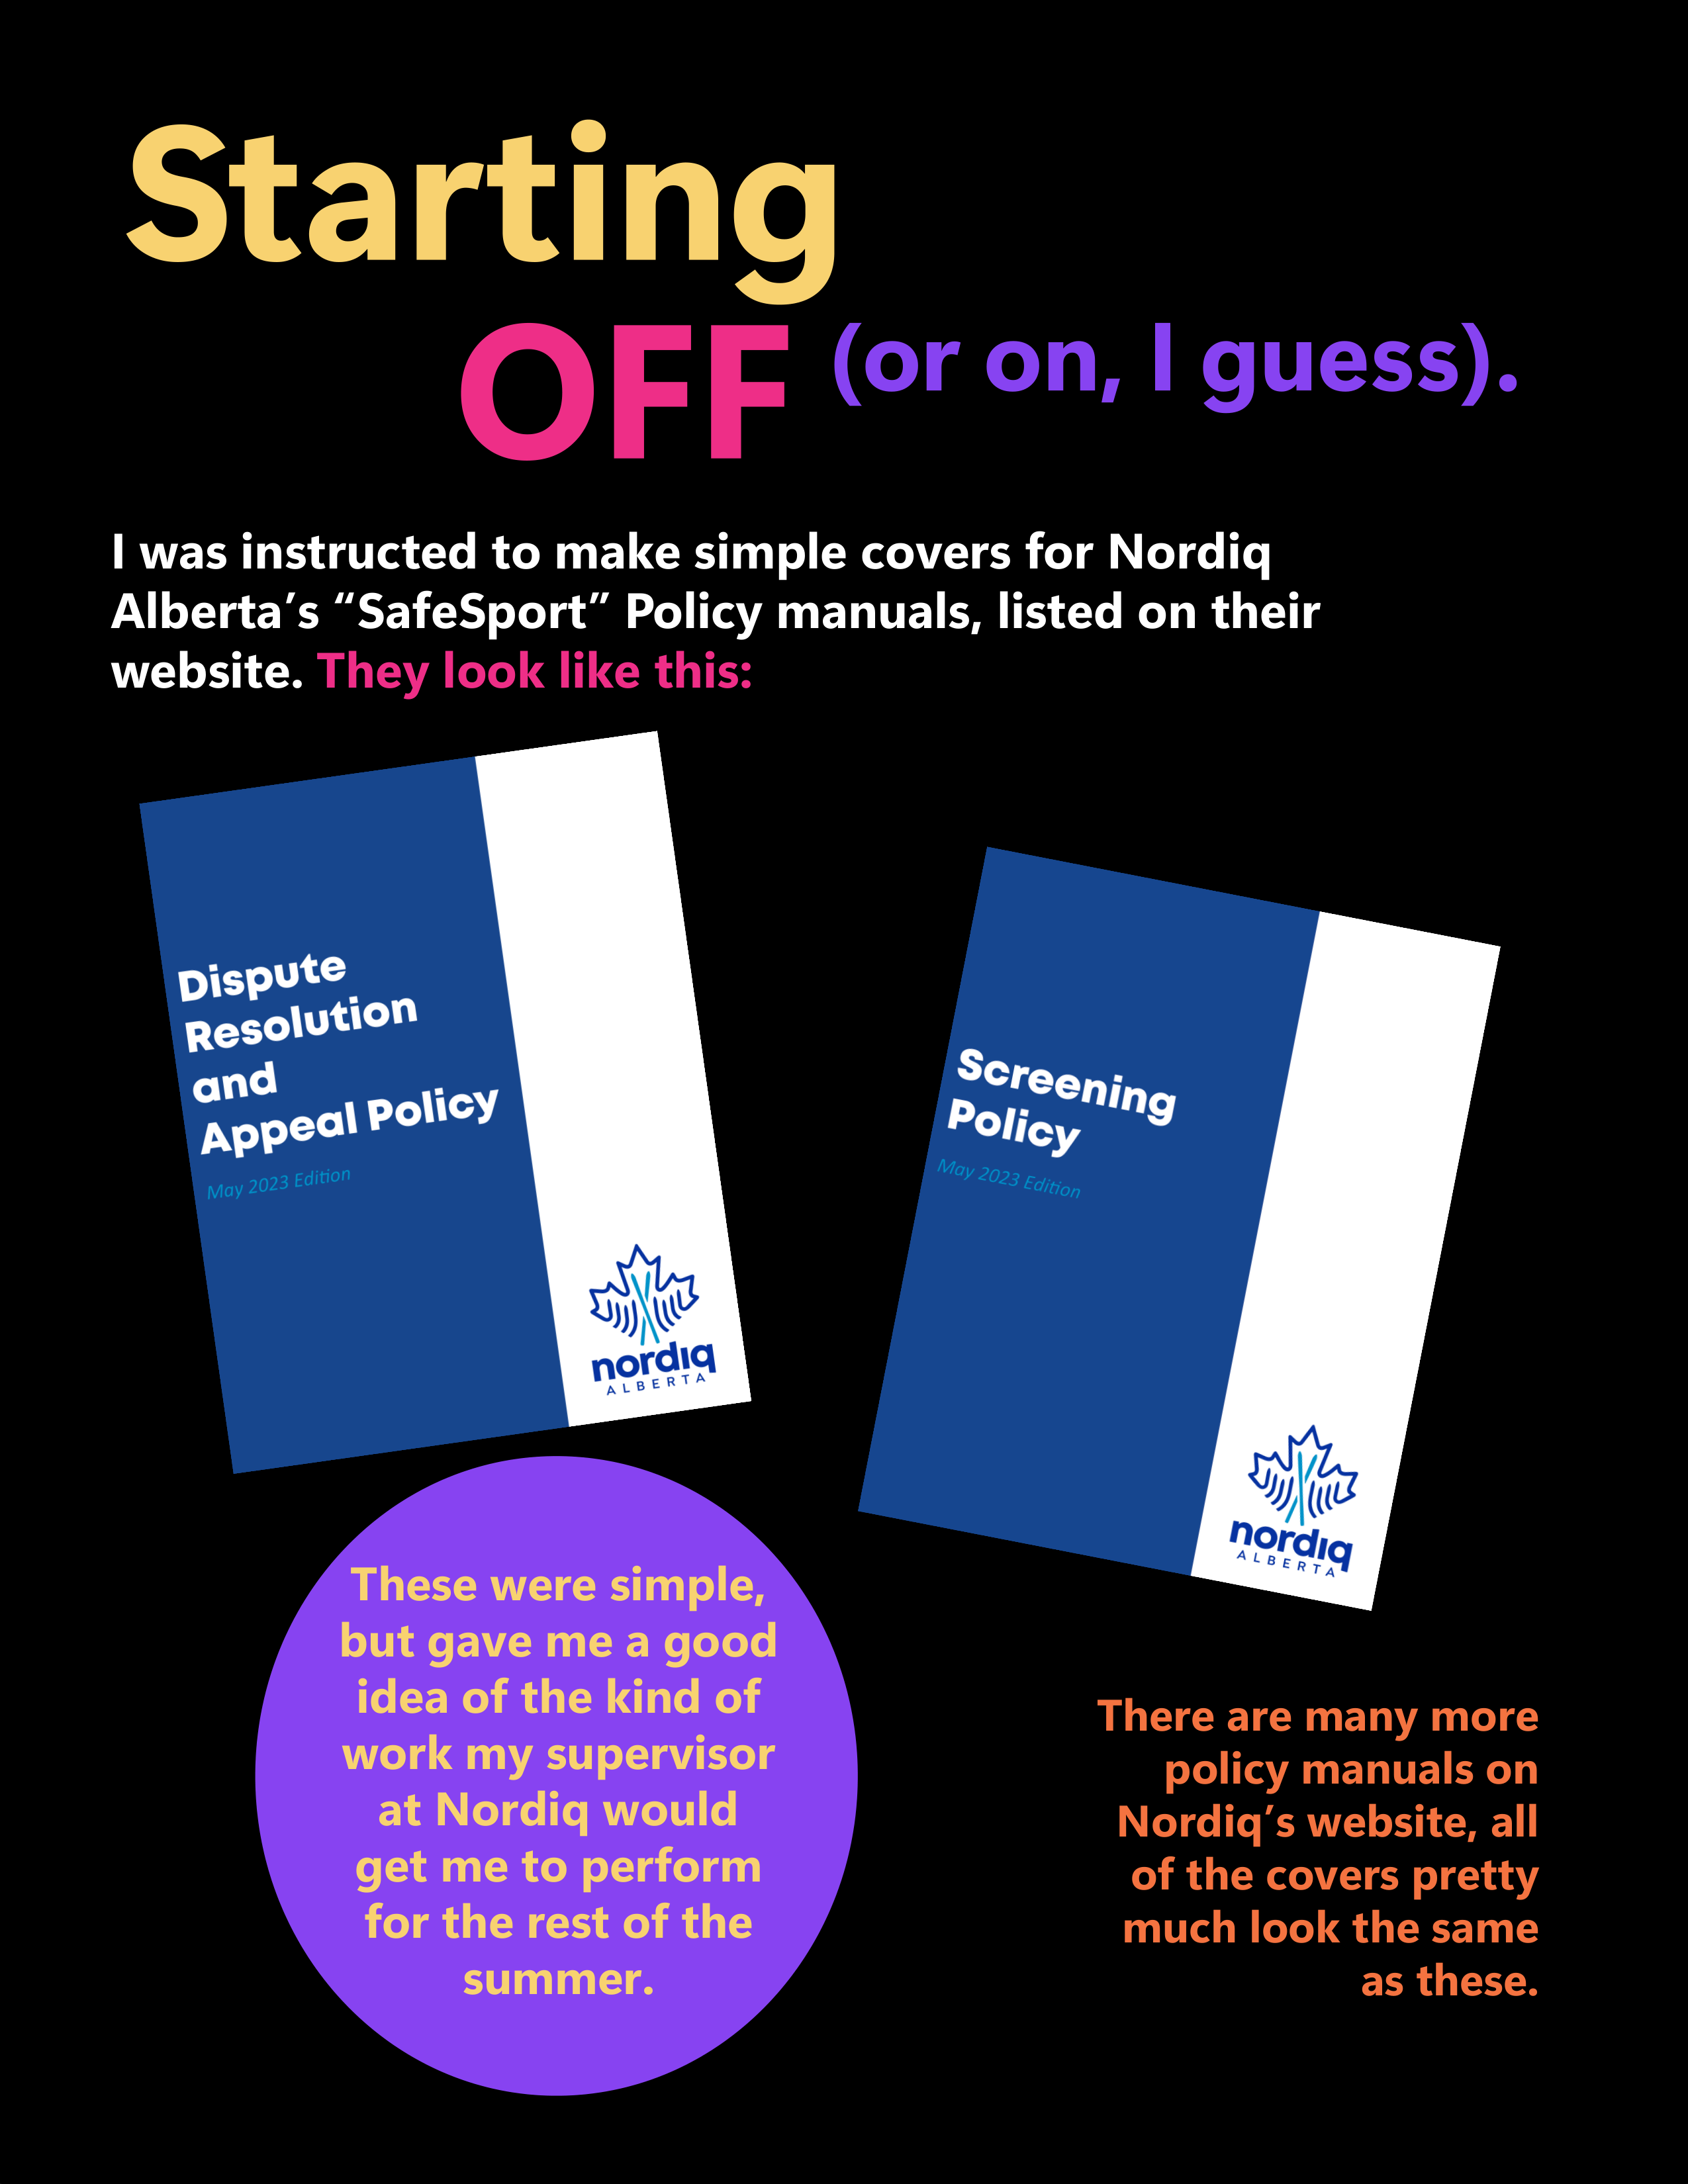 Starting
OFF (or on, I guess).
I was instructed to make simple covers for Nordiq
Alberta’s “SafeSport” Policy manuals, listed on their
website. They look like this:
Dispute
Resolution
and
Appeal Policy
May 2023 Edition
nordiq
ALBERTA
Screening
Policy
May 2023 Edition
nordiq
ALBERTA
These were simple,
but gave me a good
idea of the kind of
work my supervisor
at Nordiq would
get me to perform
for the rest of the
summer.
There are many more
policy manuals on
Nordiq’s website, all
of the covers pretty
much look the same
as these.